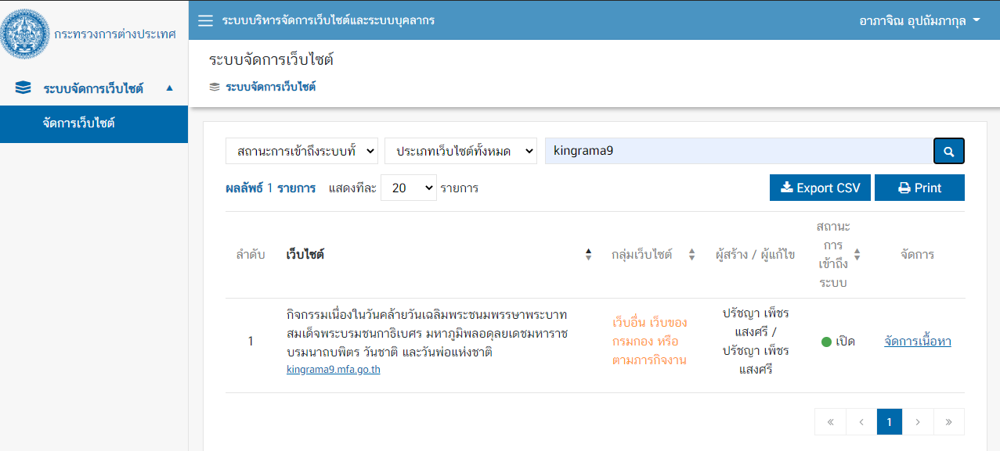 กระทรวงการต่างประเทศ
ระบบจัดการเว็บไซต์
จัดการเว็บไซต์
ระบบบริหารจัดการเว็บไซต์และระบบบุคลากร
อาภาจิณ อุปถัมภากุล
ระบบจัดการเว็บไซต์
ระบบจัดการเว็บไซต์
สถานะการเข้าถึงระบบทั้
ประเภทเว็บไซต์ทั้งหมด
kingrama9
ผลลัพธ์ 1 รายการ แสดงทีละ 20 รายการ
Export CSV
Print
ลำดับ
เว็บไซต์
กลุ่มเว็บไซต์
ผู้สร้าง / ผู้แก้ไข
สถานะ
การ
เข้าถึง
ระบบ
จัดการ
1
กิจกรรมเนื่องในวันคล้ายวันเฉลิมพระชนมพรรษาพระบาท
สมเด็จพระบรมชนกาธิเบศร มหาภูมิพลอดุลยเดชมหาราช
บรมนาถบพิตร วันชาติ และวันพ่อแห่งชาติ
kingrama9.mfa.go.th
เว็บอื่น เว็บของ
กรมกอง หรือ
ตามภารกิจงาน
ปรัชญา เพ็ชร
แสงศรี /
ปรัชญา เพ็ชร
แสงศรี
เปิด
จัดการเนื้อหา
« ‹ 1 › »